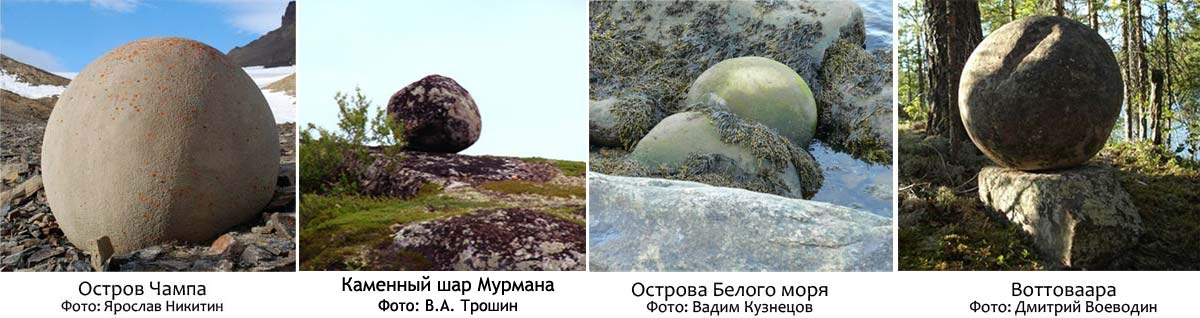 Остров Чампа
Фото: Ярослав Никитин
Каменный шар Мурмана
Фото: В.А. Трошин
Острова Белого моря
Фото: Вадим Кузнецов
Воттоваара
Фото: Дмитрий Воеводин